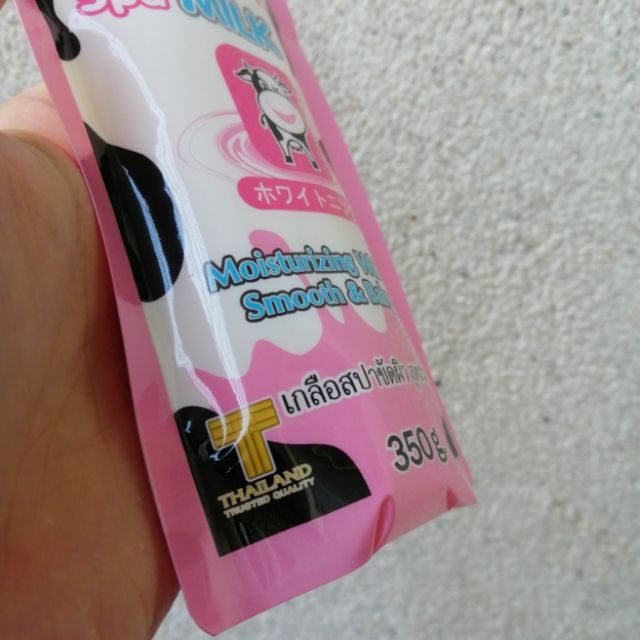 MILK
ホワイトニ
Moisturizing
Smooth &
เกลือสปาขัดผิว
350g.
THAILAND
TRUSTED QUALITY